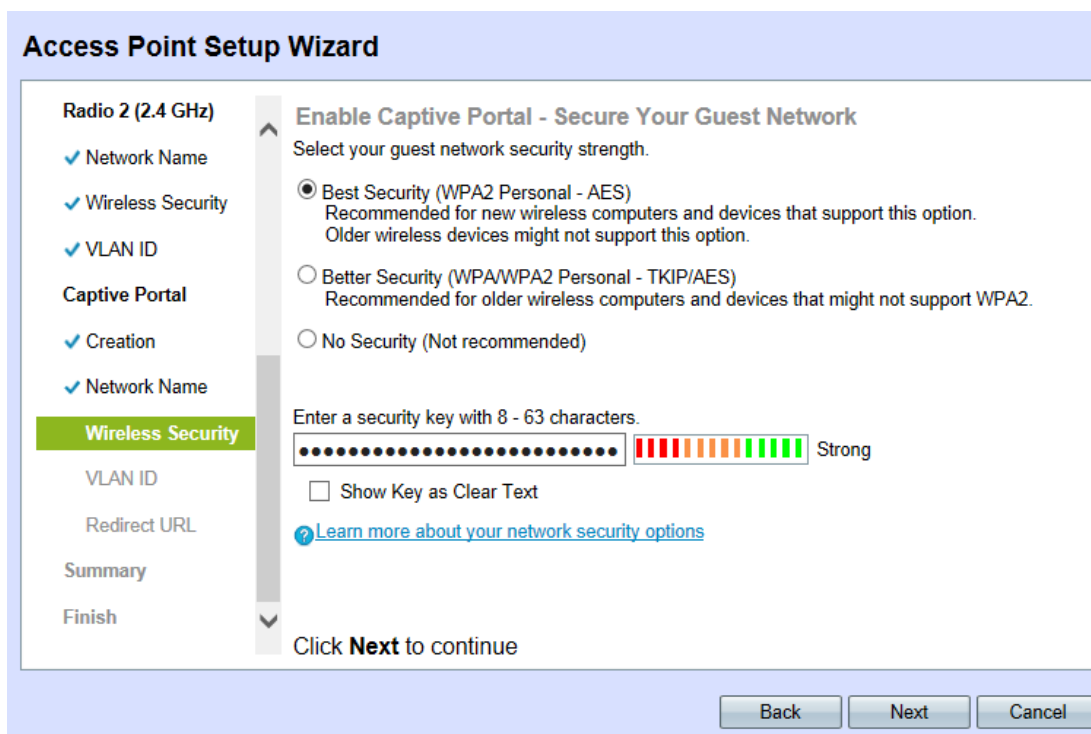 Access Point Setup Wizard
Radio 2 (2.4 GHz)
Network Name
Wireless Security
VLAN ID
Captive Portal
Creation
Network Name
Wireless Security
VLAN ID
Redirect URL
Summary
Finish
Enable Captive Portal - Secure Your Guest Network
Select your guest network security strength.
Best Security (WPA2 Personal - AES)
Recommended for new wireless computers and devices that support this option.
Older wireless devices might not support this option.
Better Security (WPA/WPA2 Personal - TKIP/AES)
Recommended for older wireless computers and devices that might not support WPA2.
No Security (Not recommended)
Enter a security key with 8 - 63 characters.
••••••••••••••••••••••••••
Strong
Show Key as Clear Text
?Learn more about your network security options
Click Next to continue
Back
Next
Cancel